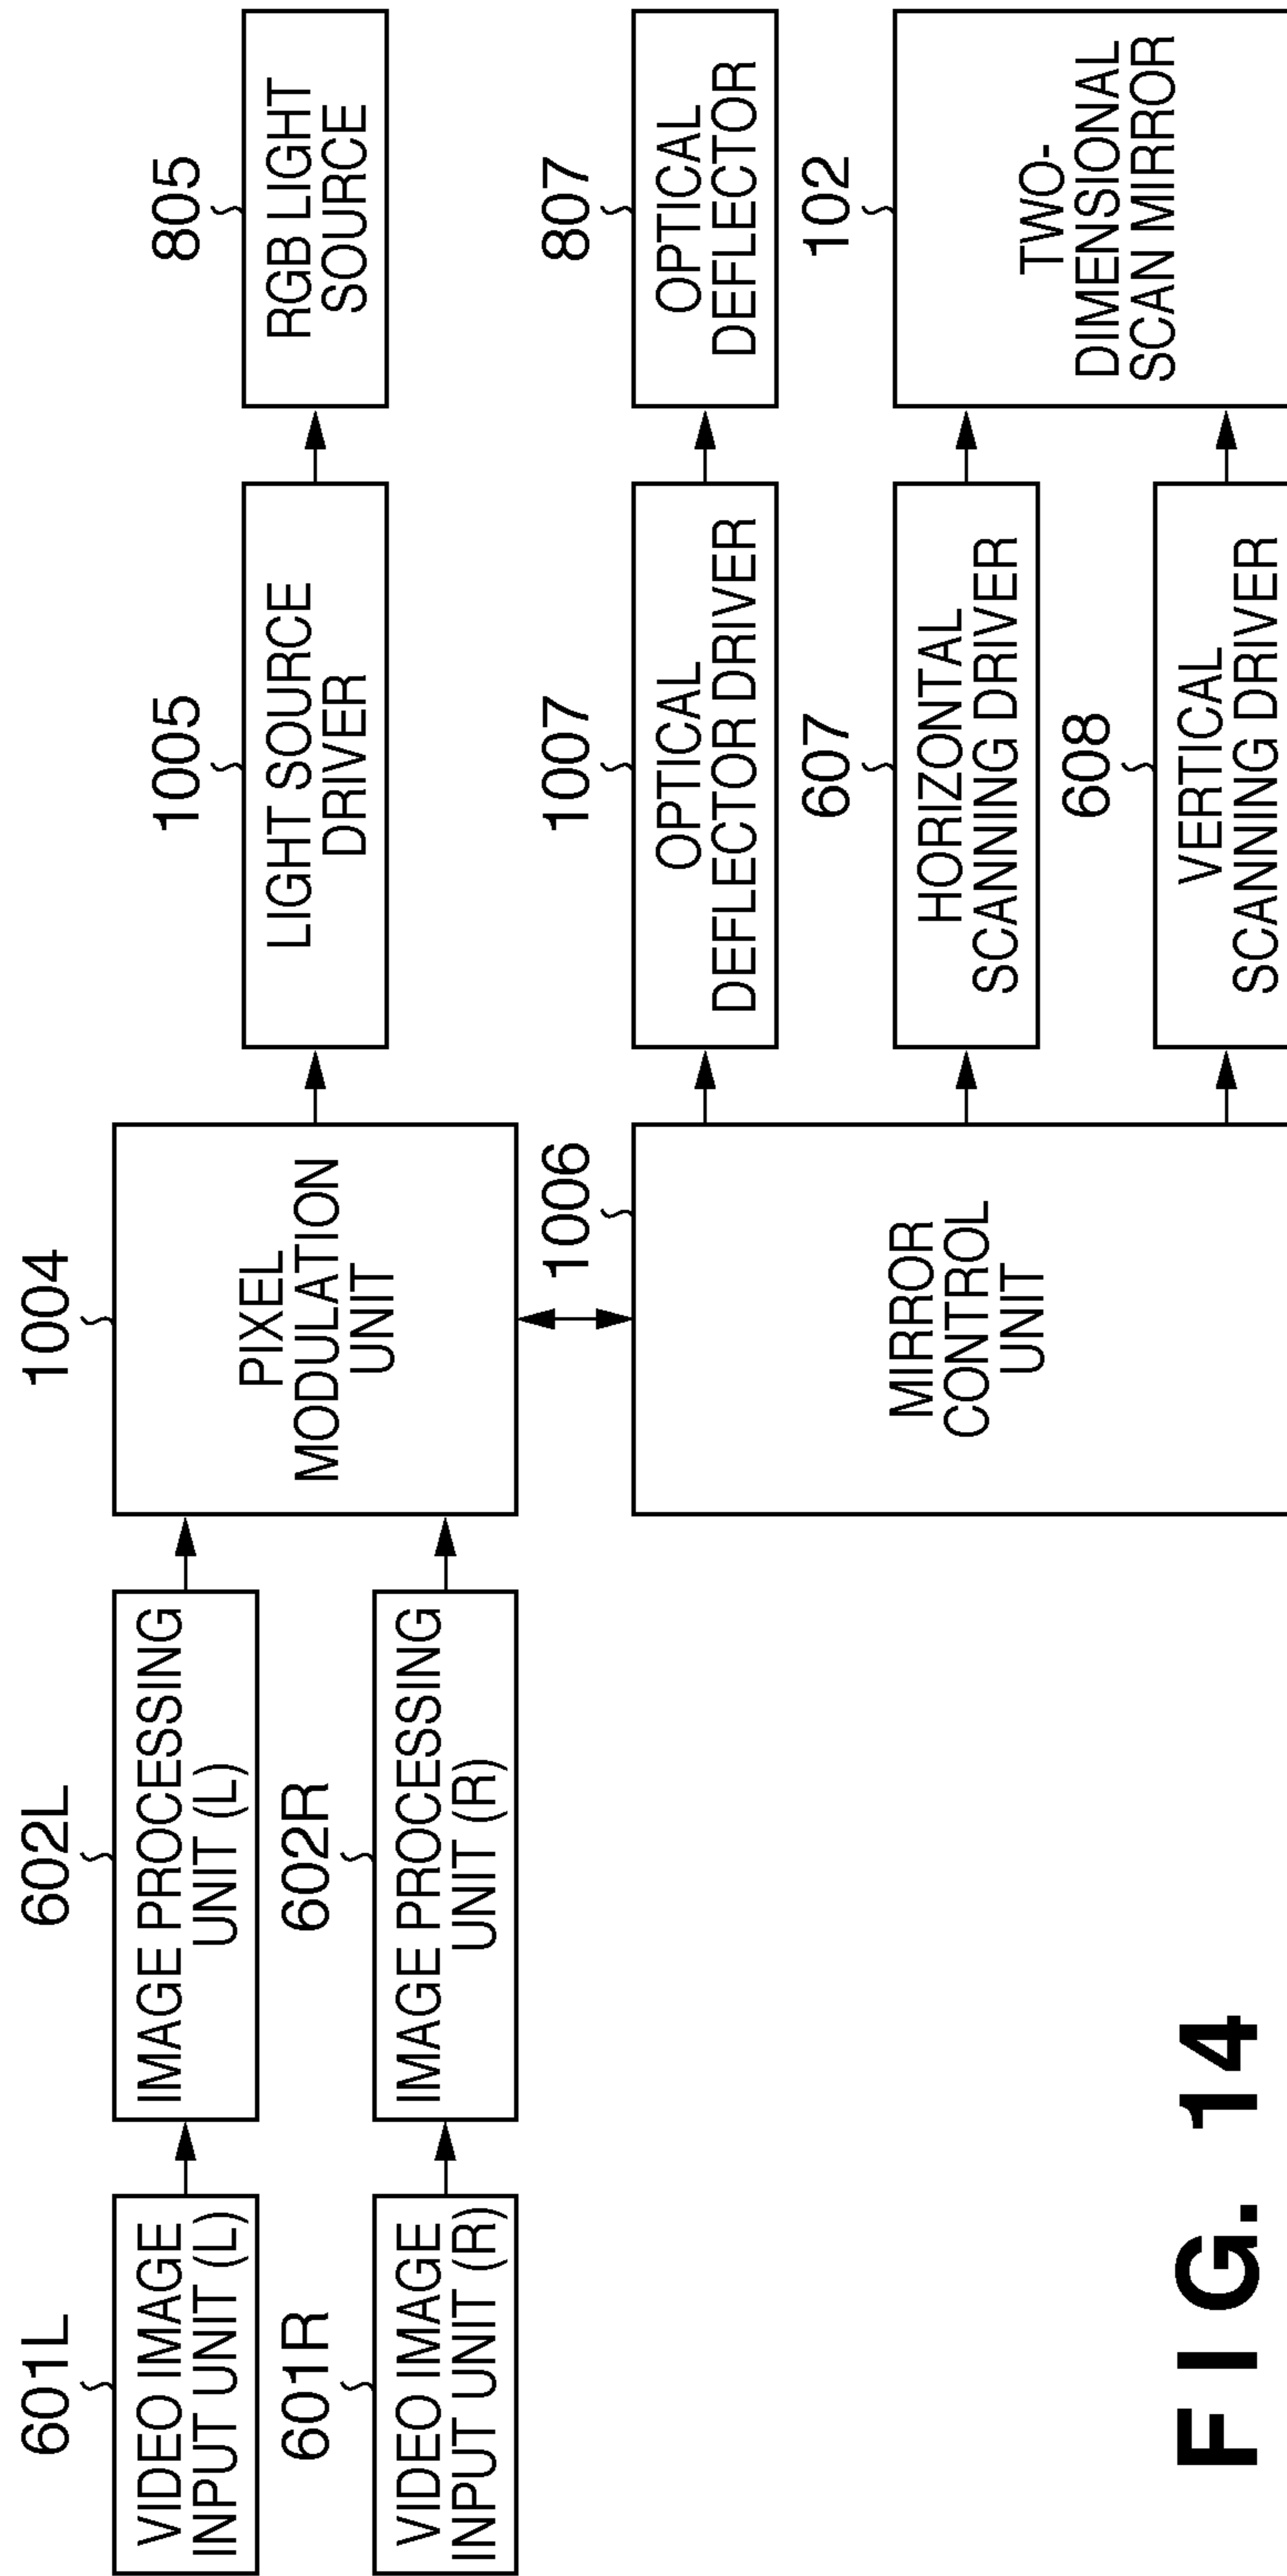 601L
VIDEO IMAGE
INPUT UNIT (L)
602L
IMAGE PROCESSING
UNIT (L)
601R
VIDEO IMAGE
INPUT UNIT (R)
602R
IMAGE PROCESSING
UNIT (R)
1004
PIXEL
MODULATION
UNIT
1005
LIGHT SOURCE
DRIVER
805
RGB LIGHT
SOURCE
1006
MIRROR
CONTROL
UNIT
1007
OPTICAL
DEFLECTOR DRIVER
807
OPTICAL
DEFLECTOR
607
HORIZONTAL
SCANNING DRIVER
102
TWO-
DIMENSIONAL
SCAN MIRROR
608
VERTICAL
SCANNING DRIVER
FIG. 14